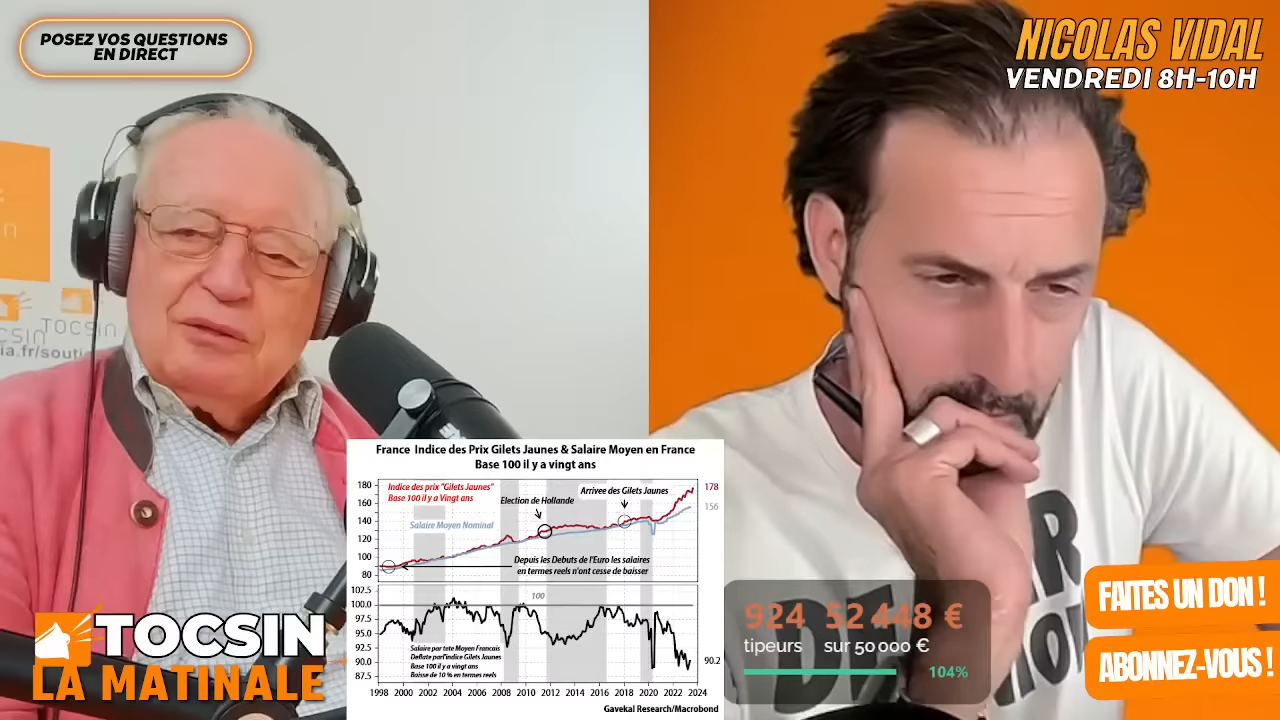 POSEZ VOS QUESTIONS
EN DIRECT
NICOLAS VIDAL
VENDREDI 8H-10H
TOCSIN
ia.fr/souti
France Indice des Prix Gilets Jaunes & Salaire Moyen en France
Base 100 il y a vingt ans
Indice des prix "Gilets Jaunes"
Base 100 il y a Vingt ans
Election de Hollande
Arrivee des Gilets Jaunes
Salaire Moyen Nominal
Depuis les Debuts de l'Euro les salaires
en termes reels n'ont cesse de baisser
180
160
140
120
100
80
178
156
102.5
100.0
97.5
95.0
92.5
90.0
87.5
100
90.2
Salaire par tete Moyen Francais
Deflate par l'indice Gilets Jaunes
Base 100 il y a vingt ans
Baisse de 10 % en termes reels
1998 2000 2002 2004 2006 2008 2010 2012 2014 2016 2018 2020 2022 2024
Gavekal Research/Macrobond
TOCSIN
LA MATINALE
924 52 448 €
tipeurs sur 50 000 €
104%
FAITES UN DON !
ABONNEZ-VOUS !